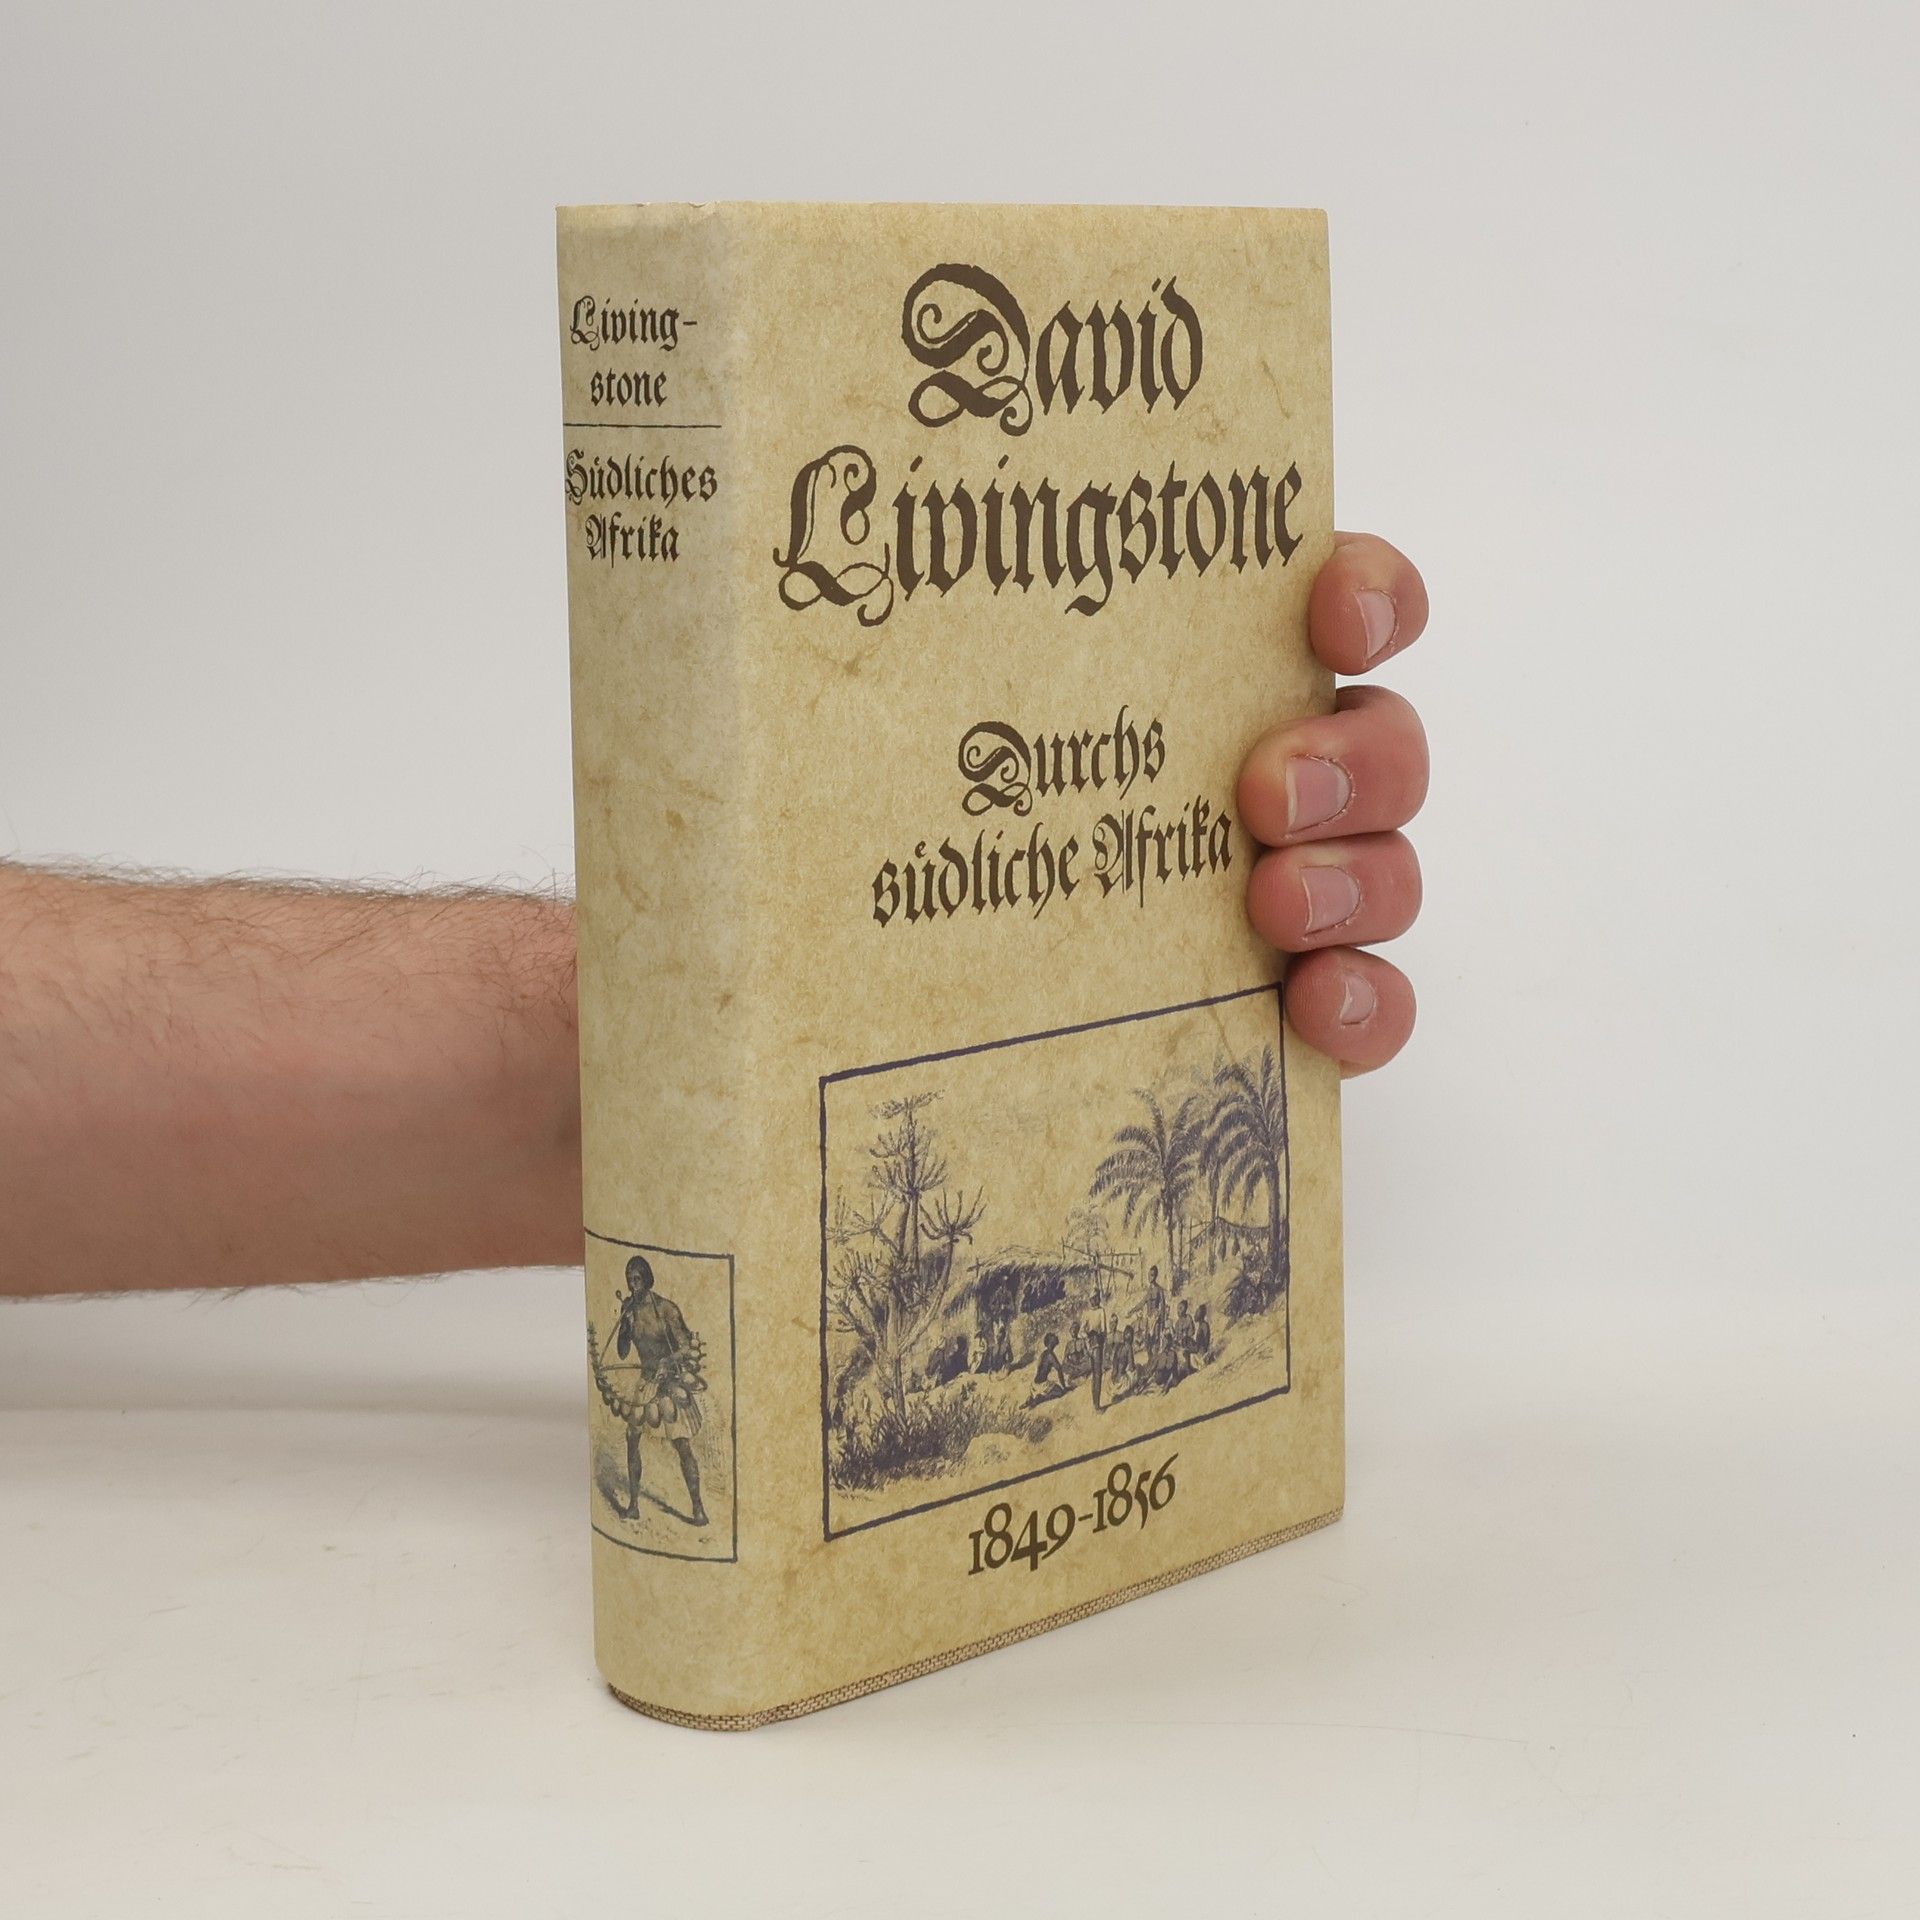 Living-
stone
Südliches
Afrika
David
Livingstone
Durchs
südliche Afrika
1849-1856